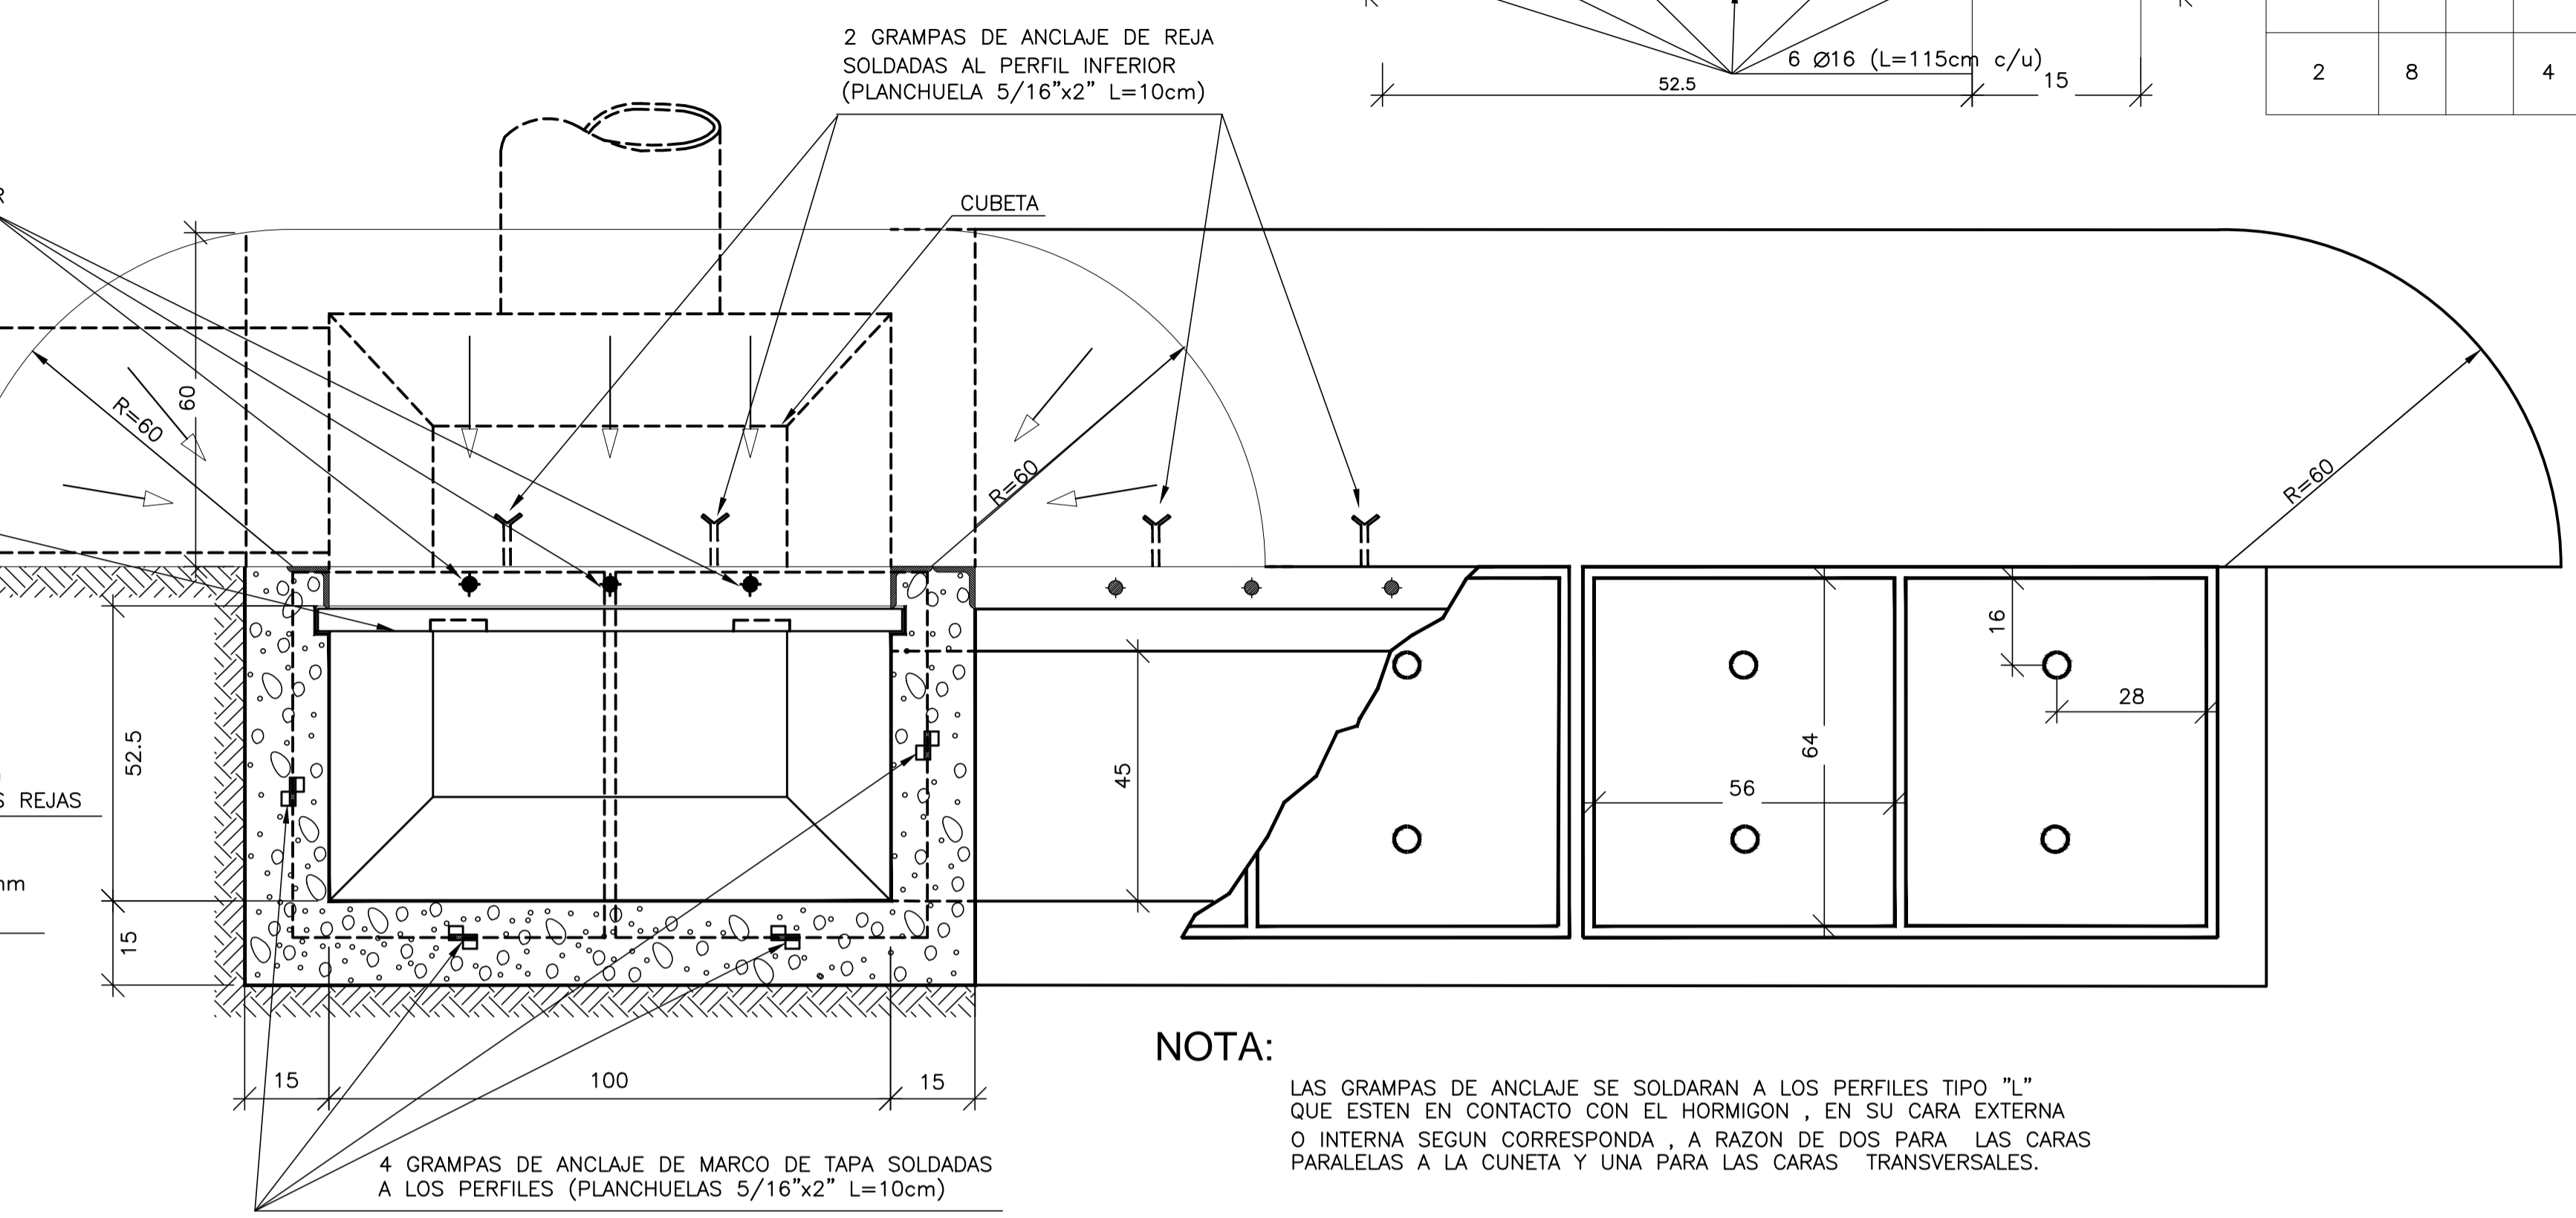 2 GRAMPAS DE ANCLAJE DE REJA
SOLDADAS AL PERFIL INFERIOR
(PLANCHUELA 5/16"x2" L=10cm)
6 Ø16 (L=115cm c/u)
52.5
15
2 8 4
R
CUBETA
60
R=60
R=60
R=60
16
28
52.5
45
64
56
S REJAS
15
15
100
15
NOTA:
LAS GRAMPAS DE ANCLAJE SE SOLDARAN A LOS PERFILES TIPO "L"
QUE ESTEN EN CONTACTO CON EL HORMIGON , EN SU CARA EXTERNA
O INTERNA SEGUN CORRESPONDA , A RAZON DE DOS PARA LAS CARAS
PARALELAS A LA CUNETA Y UNA PARA LAS CARAS TRANSVERSALES.
4 GRAMPAS DE ANCLAJE DE MARCO DE TAPA SOLDADAS
A LOS PERFILES (PLANCHUELAS 5/16"x2" L=10cm)